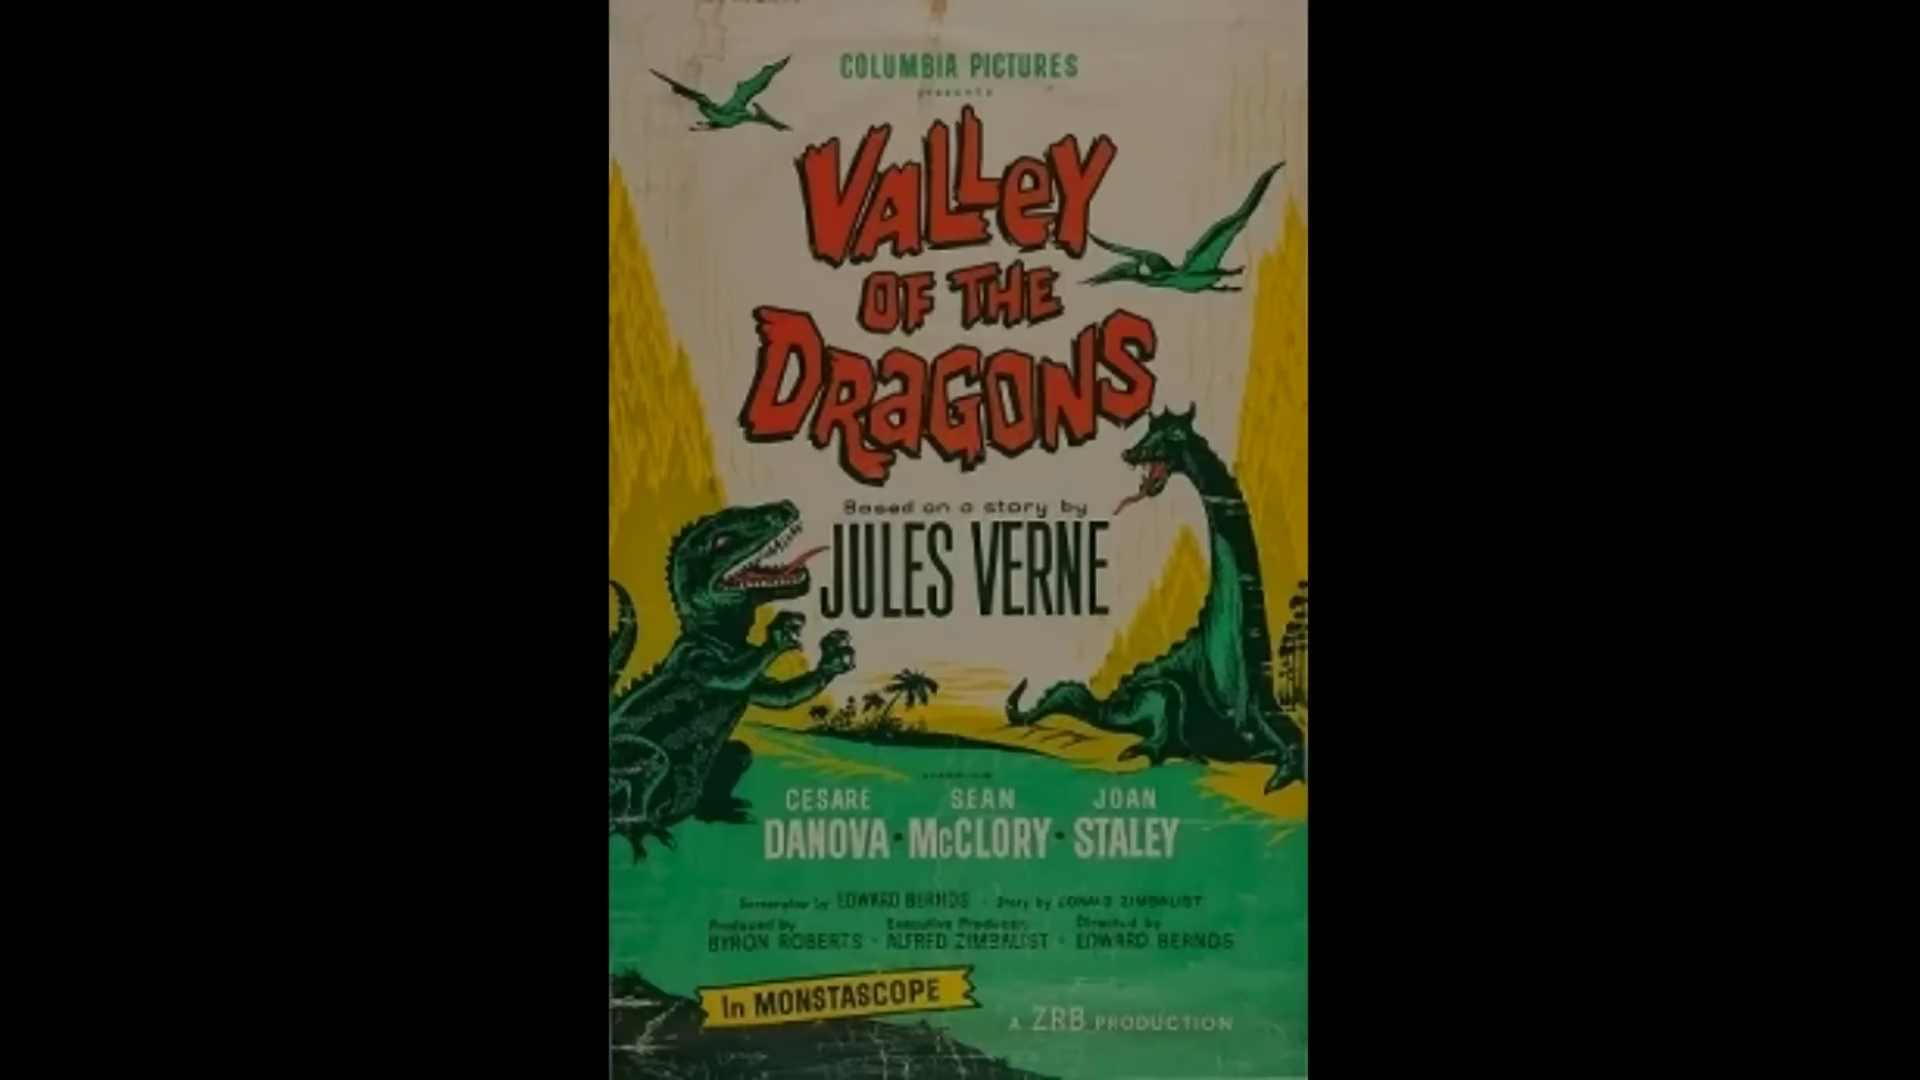 COLUMBIA PICTURES
presents
VALLEY
OF THE
DRAGONS
Based on a story by
JULES VERNE
CESARE SEAN JOAN
DANOVA · McCLORY · STALEY
Screenplay by EDWARD BERNDS · Story by DONALD ZIMBALIST
Produced by Executive Producer, Directed by
BYRON ROBERTS · ALFRED ZIMBALIST · EDWARD BERNDS
In MONSTASCOPE
A ZRB PRODUCTION